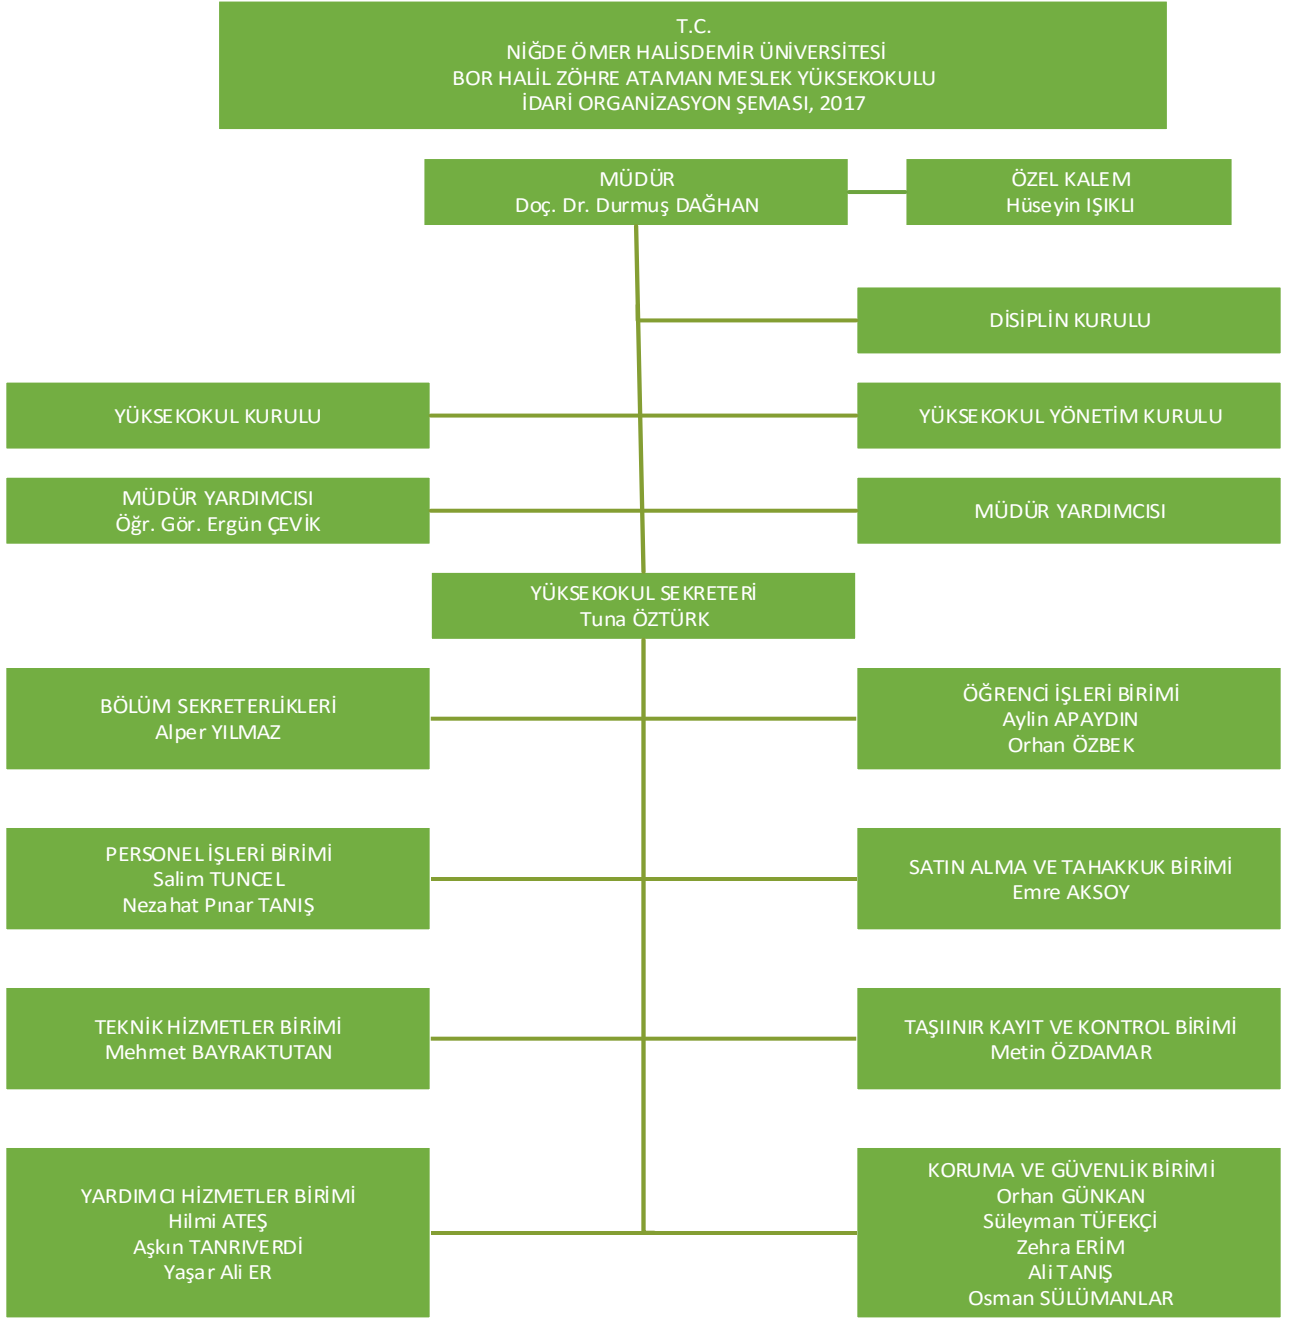 T.C.
NİĞDE ÖMER HALİSDEMİR ÜNİVERSİTESİ
BOR HALİL ZÖHRE ATAMAN MESLEK YÜKSEKOKULU
İDARİ ORGANİZASYON ŞEMASI, 2017
MÜDÜR
Doç. Dr. Durmuş DAĞHAN
ÖZEL KALEM
Hüseyin IŞIKLI
DİSİPLİN KURULU
YÜKSEKOKUL KURULU
YÜKSEKOKUL YÖNETİM KURULU
MÜDÜR YARDIMCISI
Öğr. Gör. Ergün ÇEVİK
MÜDÜR YARDIMCISI
YÜKSEKOKUL SEKRETERİ
Tuna ÖZTÜRK
BÖLÜM SEKRETERLİKLERİ
Alper YILMAZ
ÖĞRENCİ İŞLERİ BİRİMİ
Aylin APAYDIN
Orhan ÖZBEK
PERSONEL İŞLERİ BİRİMİ
Salim TUNCEL
Nezahat Pınar TANIŞ
SATIN ALMA VE TAHAKKUK BİRİMİ
Emre AKSOY
TEKNİK HİZMETLER BİRİMİ
Mehmet BAYRAKTUTAN
TAŞIINIR KAYIT VE KONTROL BİRİMİ
Metin ÖZDAMAR
YARDIMCI HİZMETLER BİRİMİ
Hilmi ATEŞ
Aşkın TANRIVERDİ
Yaşar Ali ER
KORUMA VE GÜVENLİK BİRİMİ
Orhan GÜNKAN
Süleyman TÜFEKÇİ
Zehra ERİM
Ali TANIŞ
Osman SÜLÜMANLAR